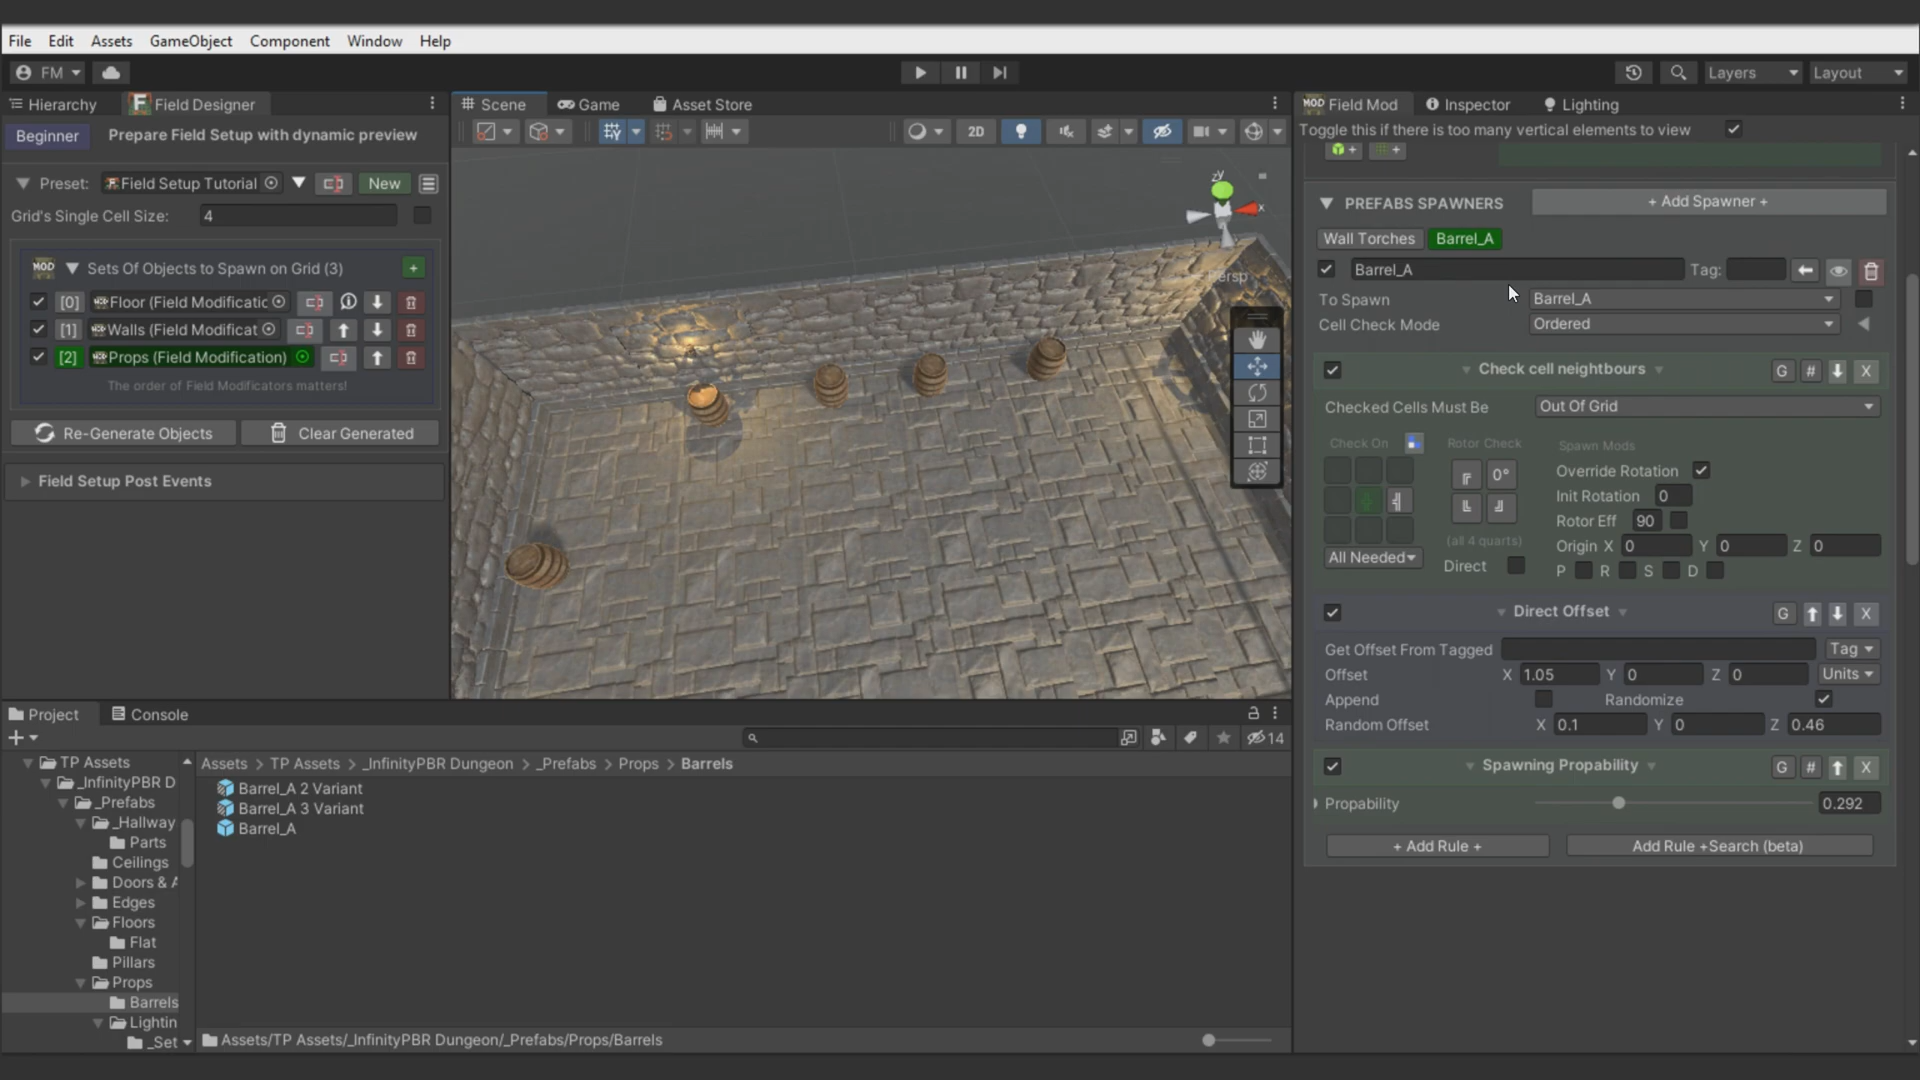 File Edit Assets GameObject Component Window Help
FM Layers Layout
Hierarchy Field Designer
Beginner Prepare Field Setup with dynamic preview
Preset: Field Setup Tutorial New
Grid's Single Cell Size: 4
MOD Sets Of Objects to Spawn on Grid (3) +
[0] Floor (Field Modificatic
[1] Walls (Field Modificat
[2] Props (Field Modification)
The order of Field Modificators matters!
Re-Generate Objects Clear Generated
Field Setup Post Events
Scene Game Asset Store
2D
zy
x
Persp
MOD Field Mod Inspector Lighting
Toggle this if there is too many vertical elements to view
+ +
PREFABS SPAWNERS + Add Spawner +
Wall Torches Barrel_A
Barrel_A Tag:
To Spawn Barrel_A
Cell Check Mode Ordered
Check cell neighbours G # X
Checked Cells Must Be Out Of Grid
Check On Rotor Check Spawn Mods
Override Rotation
0° Init Rotation 0
Rotor Eff 90
(all 4 quarts) Origin X 0 Y 0 Z 0
All Needed Direct P R S D
Direct Offset G X
Get Offset From Tagged Tag
Offset X 1.05 Y 0 Z 0 Units
Append Randomize
Random Offset X 0.1 Y 0 Z 0.46
Spawning Propability G # X
Propability 0.292
+ Add Rule + Add Rule +Search (beta)
Project Console
+ 14
TP Assets
_InfinityPBR D
_Prefabs
_Hallway
Parts
Ceilings
Doors & A
Edges
Floors
Flat
Pillars
Props
Barrels
Lightin
_Set
Assets > TP Assets > _InfinityPBR Dungeon > _Prefabs > Props > Barrels
Barrel_A 2 Variant
Barrel_A 3 Variant
Barrel_A
Assets/TP Assets/_InfinityPBR Dungeon/_Prefabs/Props/Barrels